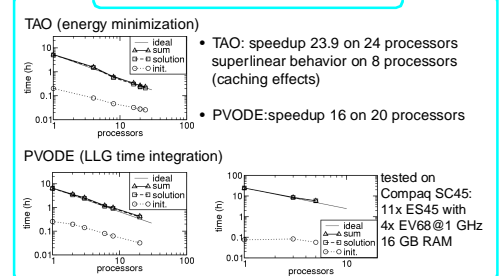 TAO (energy minimization)
10
1
0.1
0.01
1
10
100
time (h)
processors
ideal
sum
solution
init.
• TAO: speedup 23.9 on 24 processors
superlinear behavior on 8 processors
(caching effects)
• PVODE:speedup 16 on 20 processors
PVODE (LLG time integration)
10
1
0.1
0.01
1
10
100
time (h)
processors
ideal
sum
solution
init.
100
10
1
0.1
0.01
1
10
time (h)
processors
ideal
sum
solution
init.
tested on
Compaq SC45:
11x ES45 with
4x EV68@1 GHz
16 GB RAM